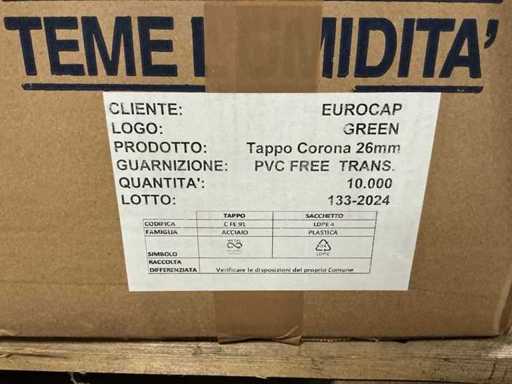 TEME L'UMIDITÀ'
CLIENTE: EUROCAP
LOGO: GREEN
PRODOTTO: Tappo Corona 26mm
GUARNIZIONE: PVC FREE TRANS.
QUANTITA': 10.000
LOTTO: 133-2024
TAPPO SACCHETTO
CODIFICA C FE 91 LDPE 4
FAMIGLIA ACCIAIO PLASTICA
SIMBOLO
LDPE
RACCOLTA
DIFFERENZIATA Verificare le disposizioni del proprio Comune